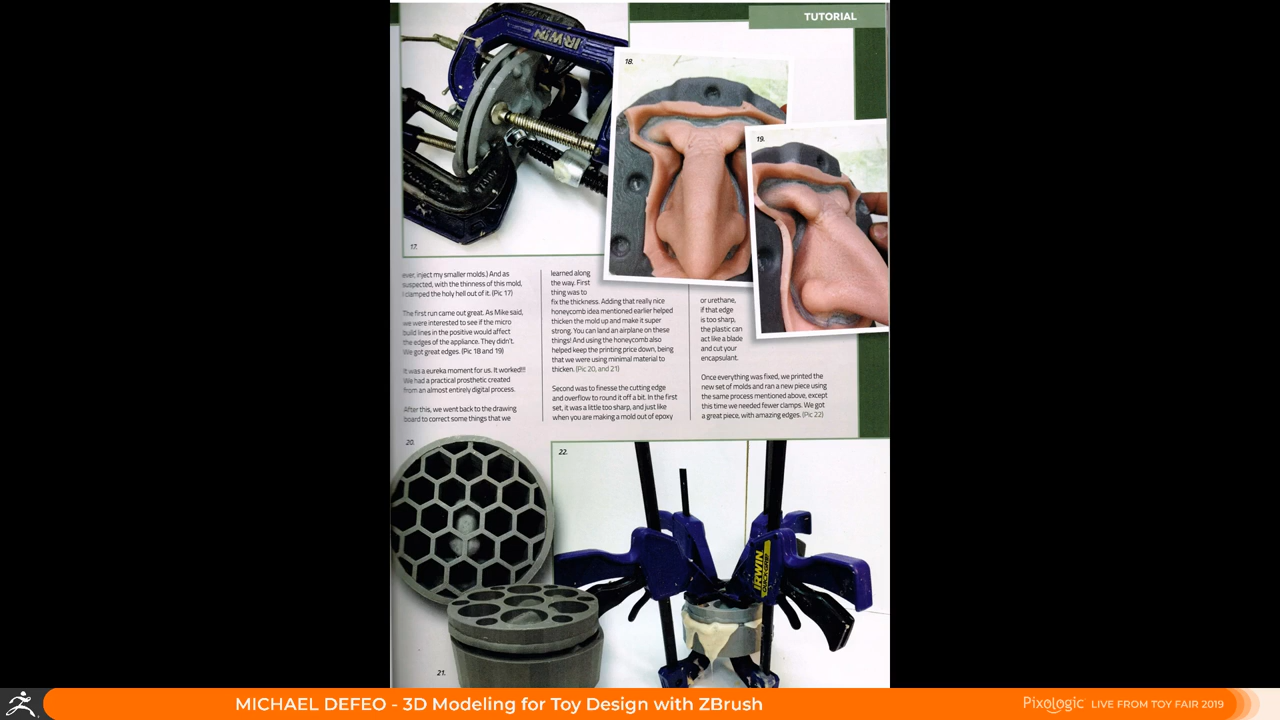 TUTORIAL
IRWIN
18.
19.
17.
ever, inject my smaller molds.) And as
suspected, with the thinness of this mold,
I clamped the holy hell out of it. (Pic 17)
The first run came out great. As Mike said,
we were interested to see if the micro
build lines in the positive would affect
the edges of the appliance. They didn't.
We got great edges. (Pic 18 and 19)
It was a eureka moment for us. It worked!!!
We had a practical prosthetic created
from an almost entirely digital process.
After this, we went back to the drawing
board to correct some things that we
learned along
the way. First
thing was to
fix the thickness. Adding that really nice
honeycomb idea mentioned earlier helped
thicken the mold up and make it super
strong. You can land an airplane on these
things! And using the honeycomb also
helped keep the printing price down, being
that we were using minimal material to
thicken. (Pic 20, and 21)
Second was to finesse the cutting edge
and overflow to round it off a bit. In the first
set, it was a little too sharp, and just like
when you are making a mold out of epoxy
or urethane,
if that edge
is too sharp,
the plastic can
act like a blade
and cut your
encapsulant.
Once everything was fixed, we printed the
new set of molds and ran a new piece using
the same process mentioned above, except
this time we needed fewer clamps. We got
a great piece, with amazing edges. (Pic 22)
20.
22.
IRWIN
QUICK-GRIP
21.
MICHAEL DEFEO - 3D Modeling for Toy Design with ZBrush
Pixologic LIVE FROM TOY FAIR 2019